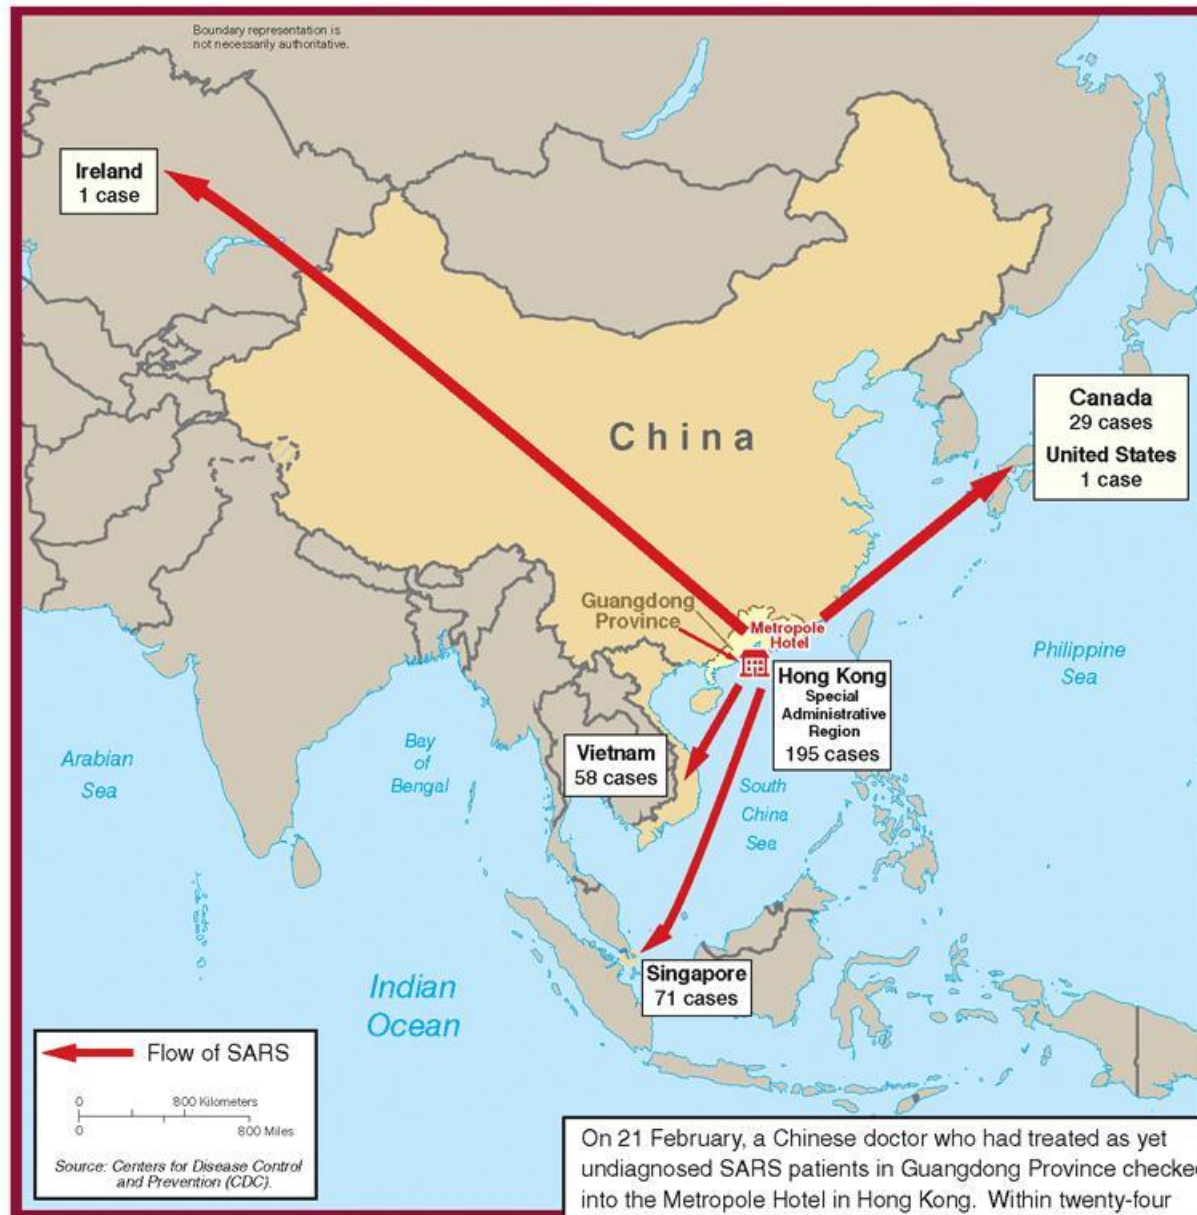 Boundary representation is
not necessarily authoritative.
Ireland
1 case
China
Canada
29 cases
United States
1 case
Guangdong
Province
Metropole
Hotel
Hong Kong
Special
Administrative
Region
195 cases
Philippine
Sea
Vietnam
58 cases
Arabian
Sea
Bay
of
Bengal
South
China
Sea
Singapore
71 cases
Indian
Ocean
Flow of SARS
0 800 Kilometers
0 800 Miles
Source: Centers for Disease Control
and Prevention (CDC).
On 21 February, a Chinese doctor who had treated as yet
undiagnosed SARS patients in Guangdong Province checked
into the Metropole Hotel in Hong Kong. Within twenty-four